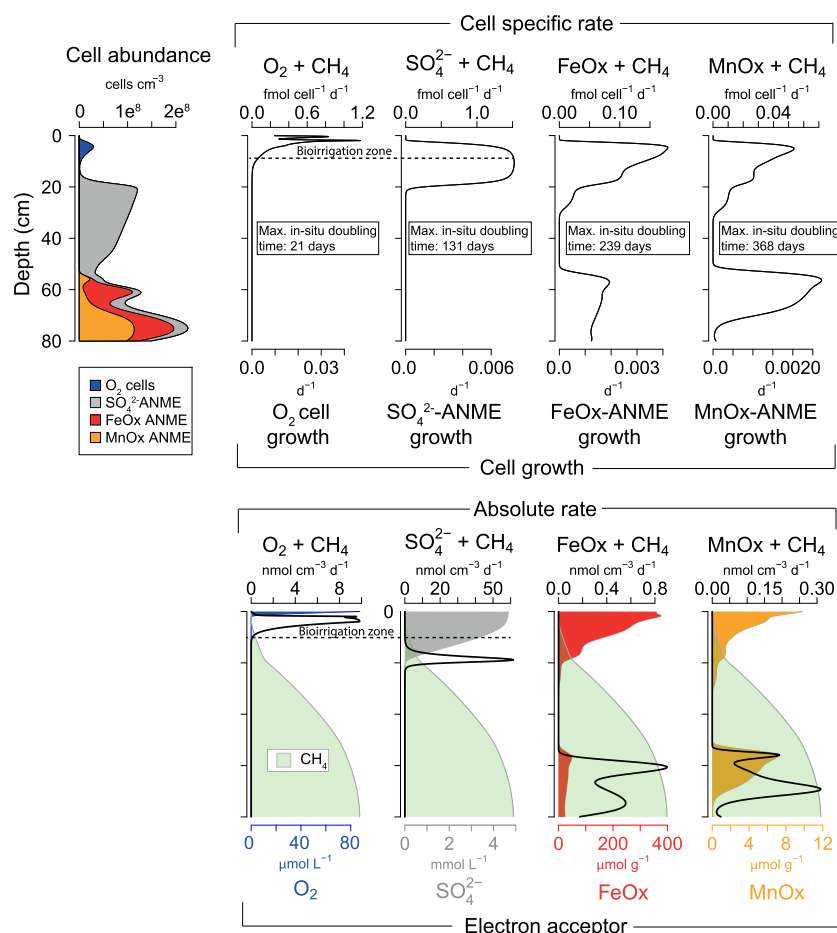 Cell specific rate
Cell abundance
cells cm⁻³
0 1e⁸ 2e⁸
O₂ + CH₄
fmol cell⁻¹ d⁻¹
0.0 0.6 1.2
SO₄²⁻ + CH₄
fmol cell⁻¹ d⁻¹
0.0 1.0
FeOx + CH₄
fmol cell⁻¹ d⁻¹
0.00 0.10
MnOx + CH₄
fmol cell⁻¹ d⁻¹
0.00 0.04
Depth (cm)
0
20
40
60
80
Bioirrigation zone
Max. in-situ doubling
time: 21 days
Max. in-situ doubling
time: 131 days
Max. in-situ doubling
time: 239 days
Max. in-situ doubling
time: 368 days
0.0 0.03
d⁻¹
O₂ cell
growth
0.0 0.006
d⁻¹
SO₄²⁻-ANME
growth
0.0 0.003
d⁻¹
FeOx-ANME
growth
0.0 0.0020
d⁻¹
MnOx-ANME
growth
O₂ cells
SO₄²⁻ANME
FeOx ANME
MnOx ANME
Cell growth
Absolute rate
O₂ + CH₄
nmol cm⁻³ d⁻¹
0 4 8
SO₄²⁻ + CH₄
nmol cm⁻³ d⁻¹
0 20 50
FeOx + CH₄
nmol cm⁻³ d⁻¹
0.0 0.4 0.8
MnOx + CH₄
nmol cm⁻³ d⁻¹
0.00 0.15 0.30
0
Bioirrigation zone
CH₄
0 40 80
µmol L⁻¹
O₂
0 2 4
mmol L⁻¹
SO₄²⁻
0 200 400
µmol g⁻¹
FeOx
0 4 8 12
µmol g⁻¹
MnOx
Electron acceptor